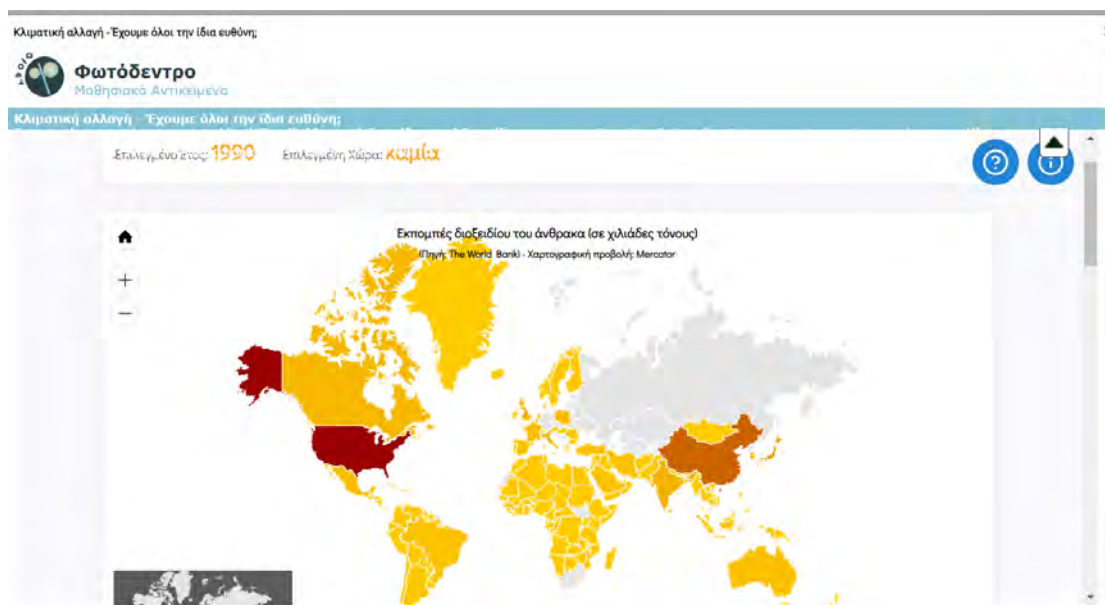 Κλιματική αλλαγή - Έχουμε όλοι την ίδια ευθύνη;
Φωτόδεντρο
Μαθησιακά Αντικείμενα
Κλιματική αλλαγή - Έχουμε όλοι την ίδια ευθύνη;
Επιλεγμένο Έτος: 1990 Επιλεγμένη Χώρα: καμία
Εκπομπές διοξειδίου του άνθρακα (σε χιλιάδες τόνους)
(Πηγή: The World Bank) - Χαρτογραφική προβολή: Mercator